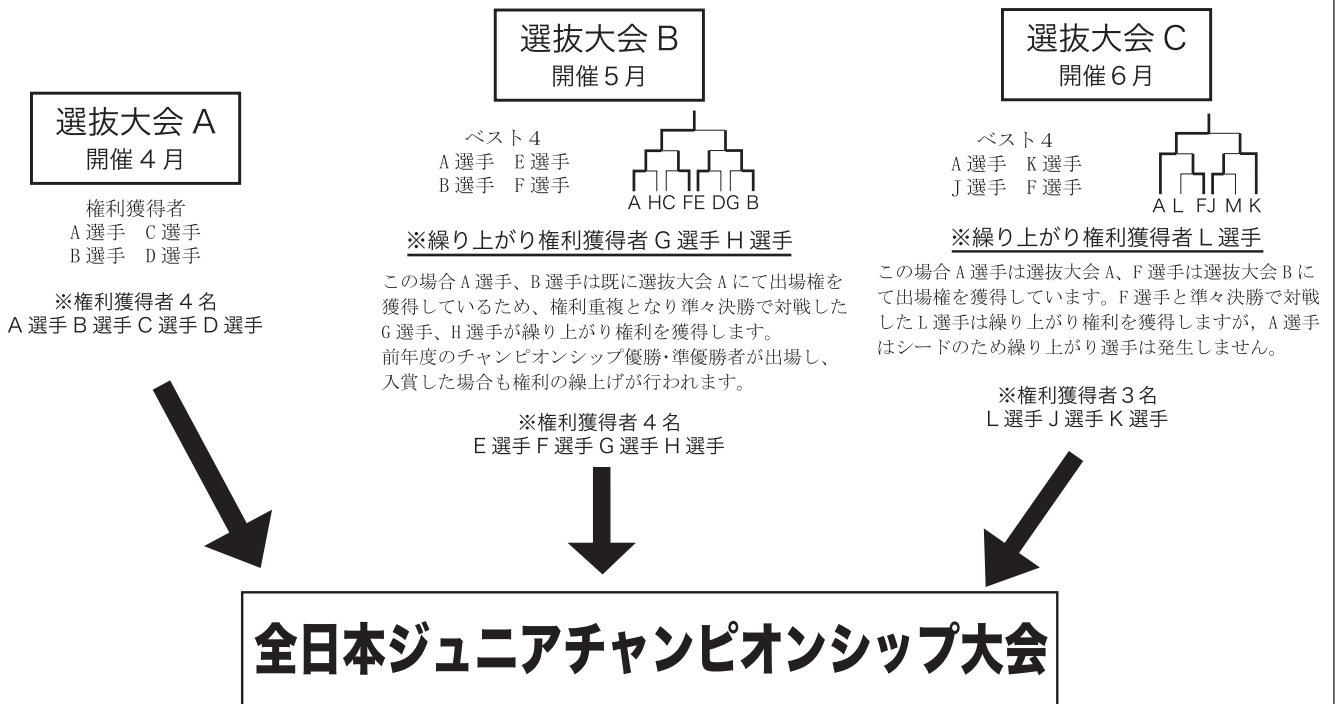 選抜大会 A
開催 4 月
権利獲得者
A 選手　C 選手
B 選手　D 選手
※権利獲得者 4 名
A 選手 B 選手 C 選手 D 選手
選抜大会 B
開催 5 月
ベスト４
A 選手　E 選手
B 選手　F 選手
A HC FE DG B
※繰り上がり権利獲得者 G 選手 H 選手
この場合 A 選手、B 選手は既に選抜大会 A にて出場権を
獲得しているため、権利重複となり準々決勝で対戦した
G 選手、H 選手が繰り上がり権利を獲得します。
前年度のチャンピオンシップ優勝・準優勝者が出場し、
入賞した場合も権利の繰上げが行われます。
※権利獲得者 4 名
E 選手 F 選手 G 選手 H 選手
選抜大会 C
開催 6 月
ベスト４
A 選手　K 選手
J 選手　F 選手
A L FJ M K
※繰り上がり権利獲得者 L 選手
この場合 A 選手は選抜大会 A、F 選手は選抜大会 B に
て出場権を獲得しています。F 選手と準々決勝で対戦
した L 選手は繰り上がり権利を獲得しますが，A 選手
はシードのため繰り上がり選手は発生しません。
※権利獲得者 3 名
L 選手 J 選手 K 選手
全日本ジュニアチャンピオンシップ大会